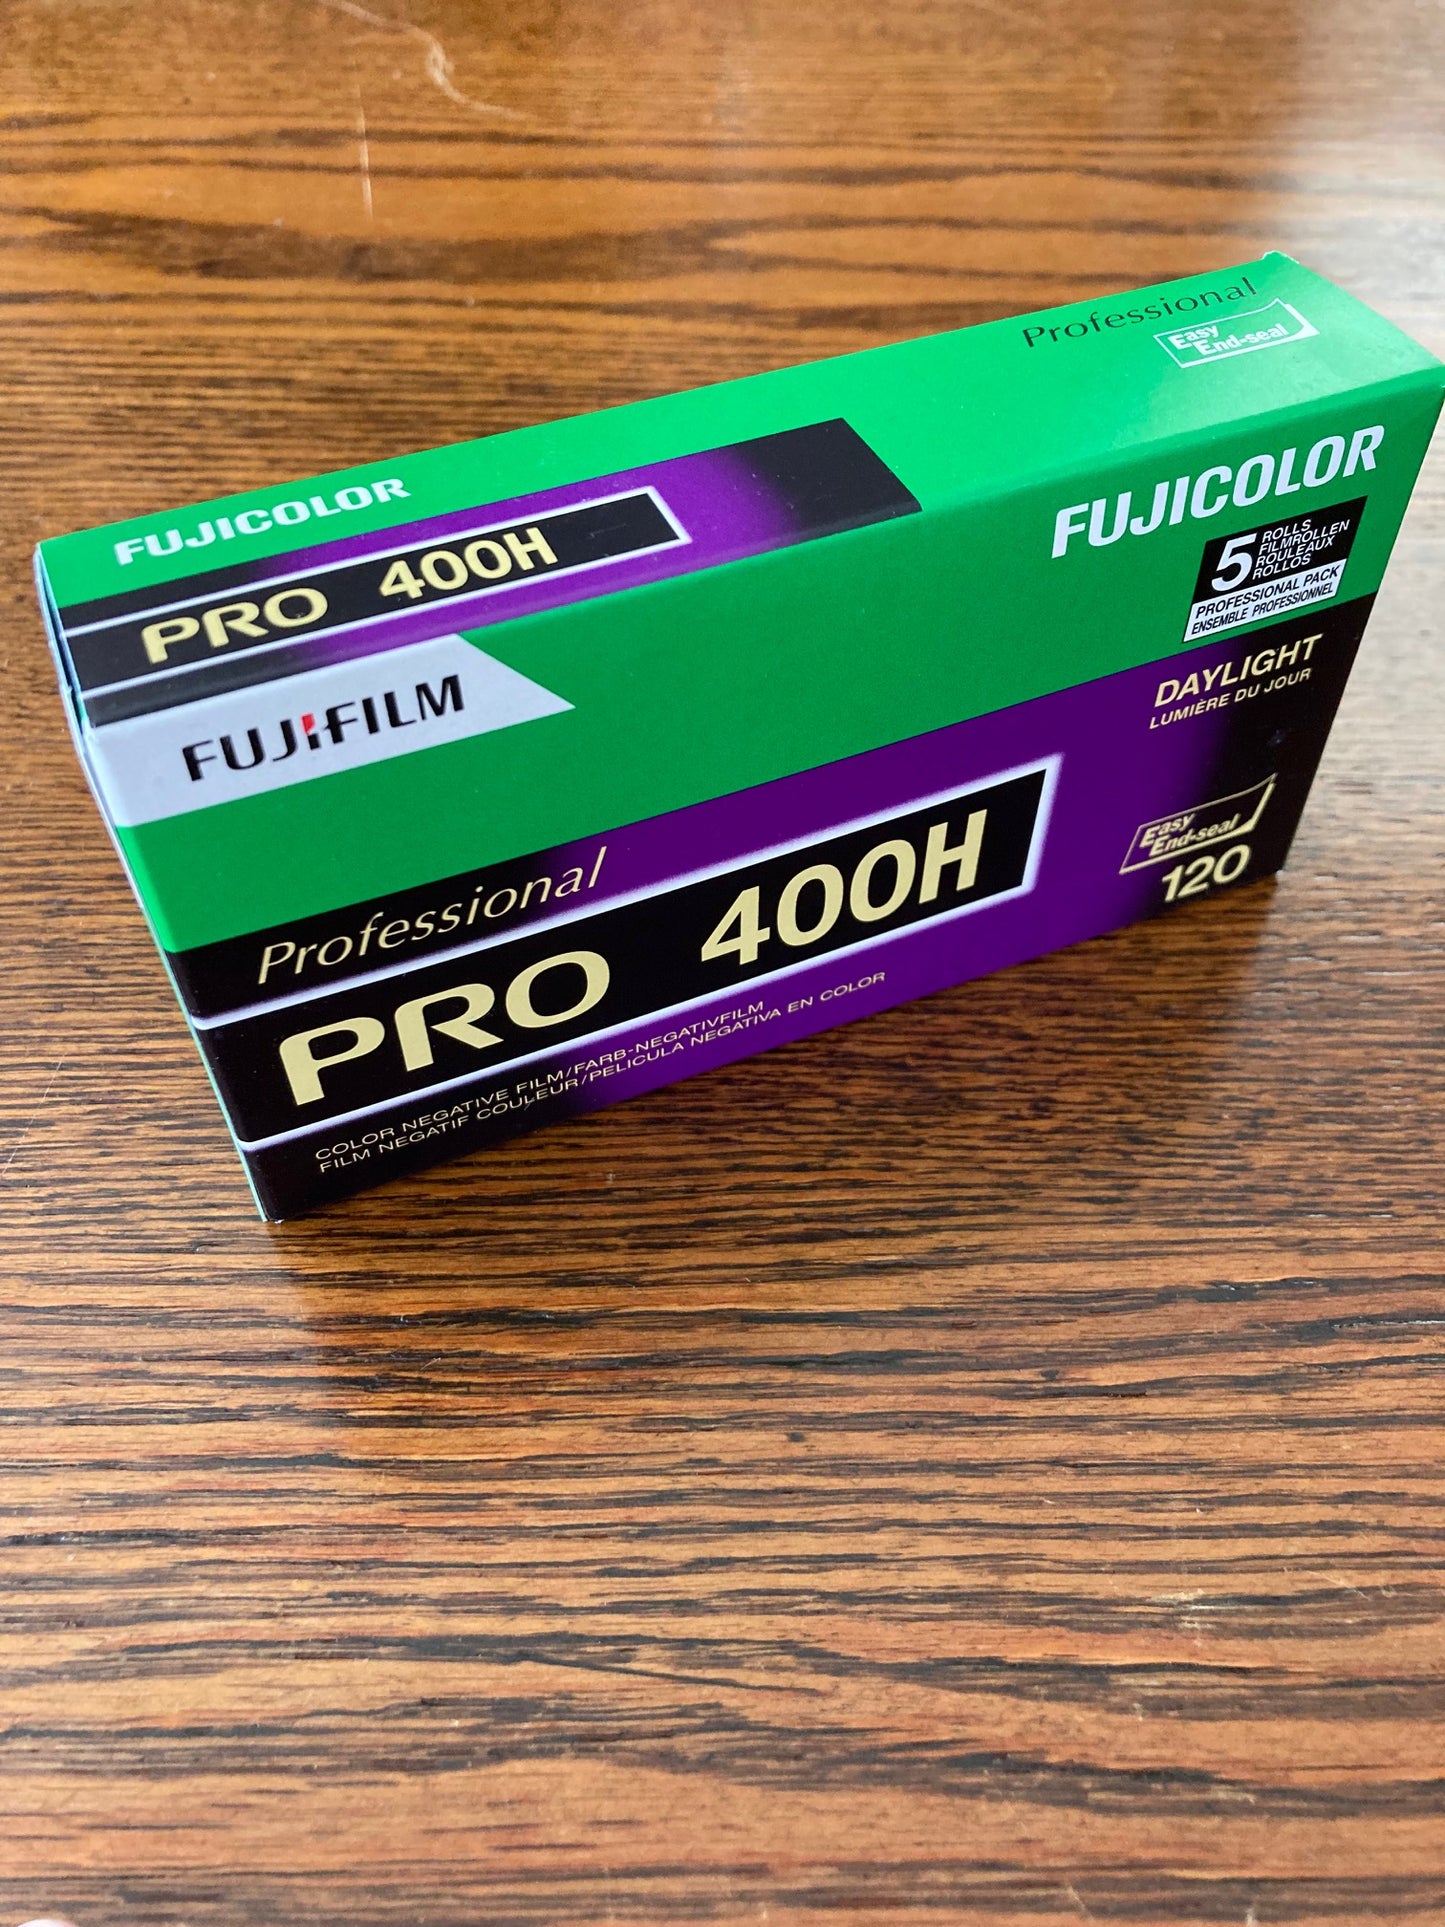 Professional
Easy
End-seal
FUJICOLOR
PRO 400H
FUJIFILM
FUJICOLOR
5
ROLLS
FILMROLLEN
ROULEAUX
ROLLOS
PROFESSIONAL PACK
ENSEMBLE PROFESSIONNEL
DAYLIGHT
LUMIÈRE DU JOUR
Professional
PRO 400H
Easy
End-seal
120
COLOR NEGATIVE FILM/FARB-NEGATIVFILM
FILM NEGATIF COULEUR/PELICULA NEGATIVA EN COLOR